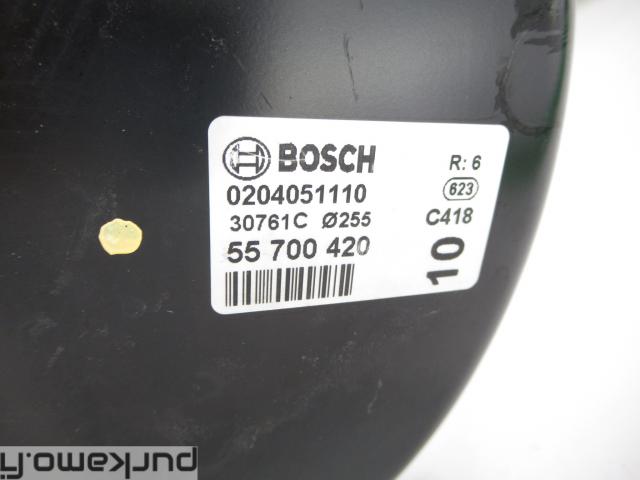 BOSCH
R: 6
0204051110
623
30761C Ø255
C418
55 700 420
10
purkamo.fi